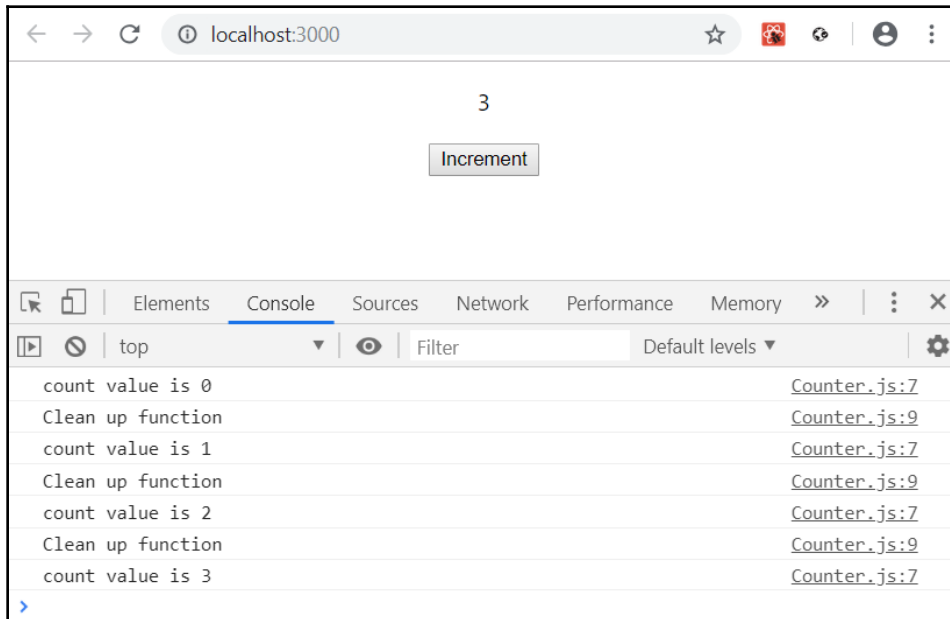 localhost:3000
3
Increment
Elements Console Sources Network Performance Memory »
top Filter Default levels
count value is 0 Counter.js:7
Clean up function Counter.js:9
count value is 1 Counter.js:7
Clean up function Counter.js:9
count value is 2 Counter.js:7
Clean up function Counter.js:9
count value is 3 Counter.js:7